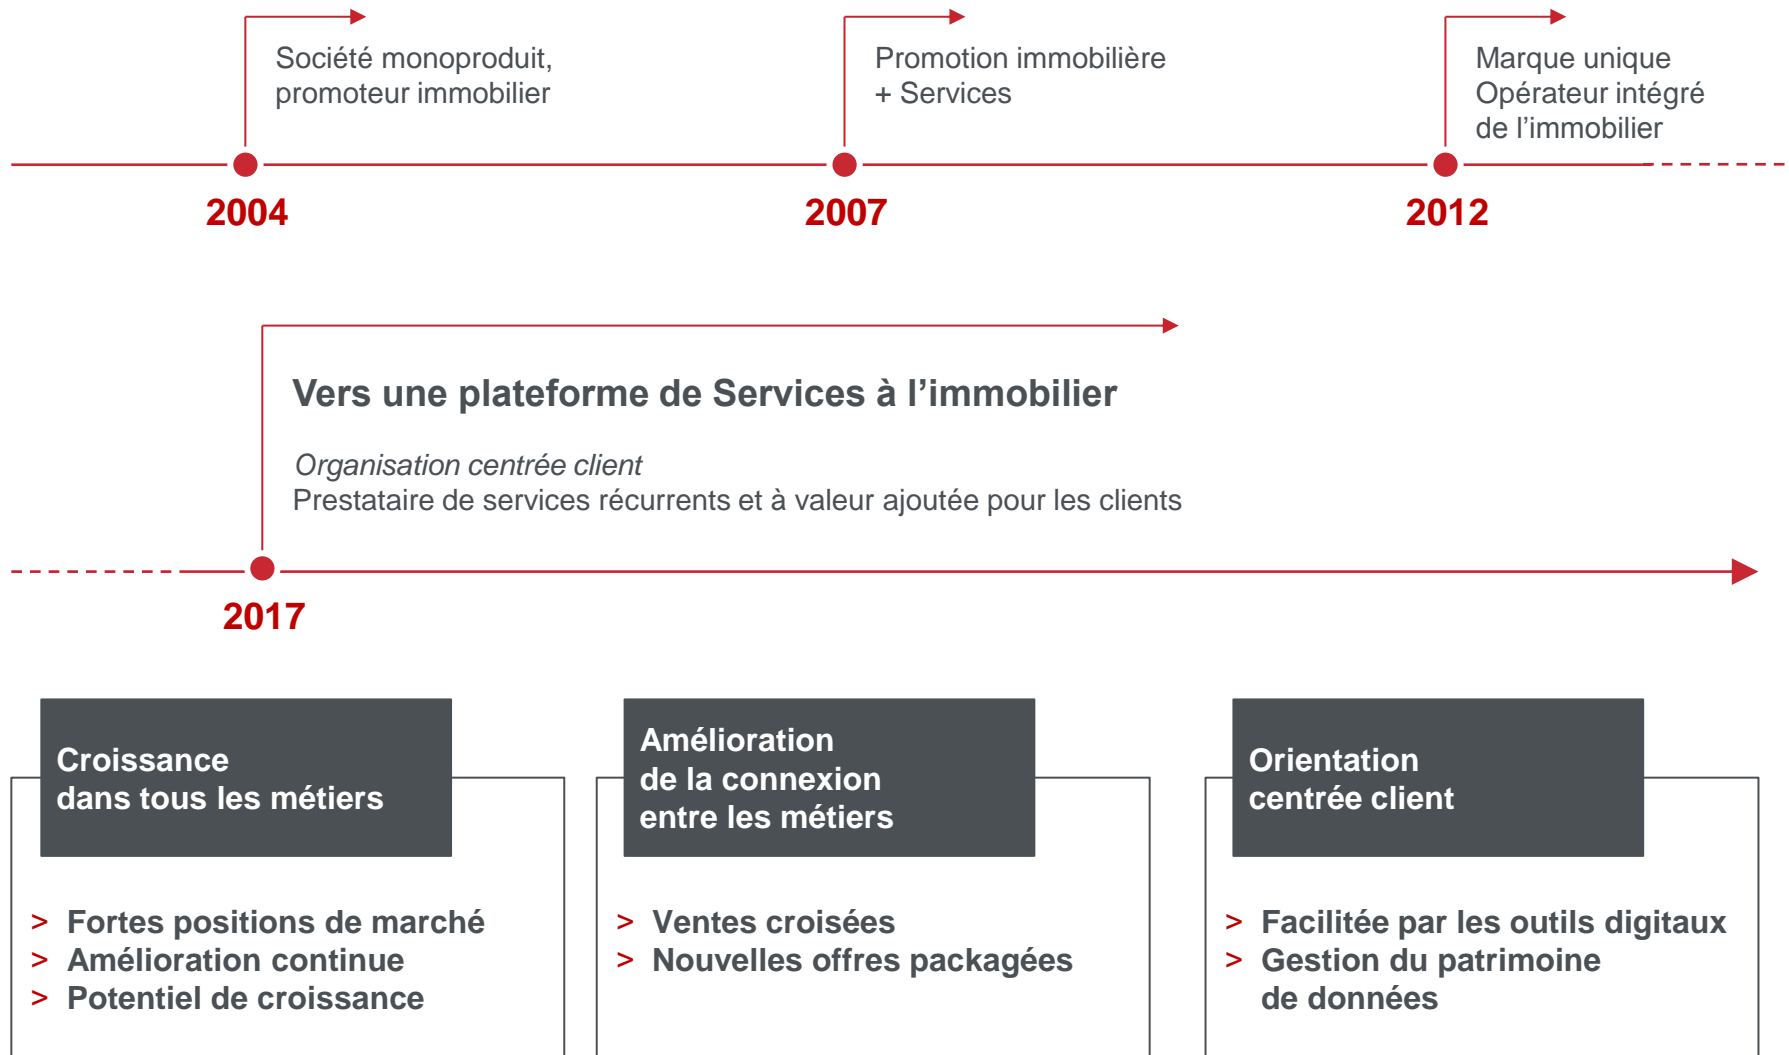 Société monoproduit,
promoteur immobilier
2004
Promotion immobilière
+ Services
2007
Marque unique
Opérateur intégré
de l’immobilier
2012
Vers une plateforme de Services à l’immobilier
Organisation centrée client
Prestataire de services récurrents et à valeur ajoutée pour les clients
2017
Croissance
dans tous les métiers
> Fortes positions de marché
> Amélioration continue
> Potentiel de croissance
Amélioration
de la connexion
entre les métiers
> Ventes croisées
> Nouvelles offres packagées
Orientation
centrée client
> Facilitée par les outils digitaux
> Gestion du patrimoine
de données